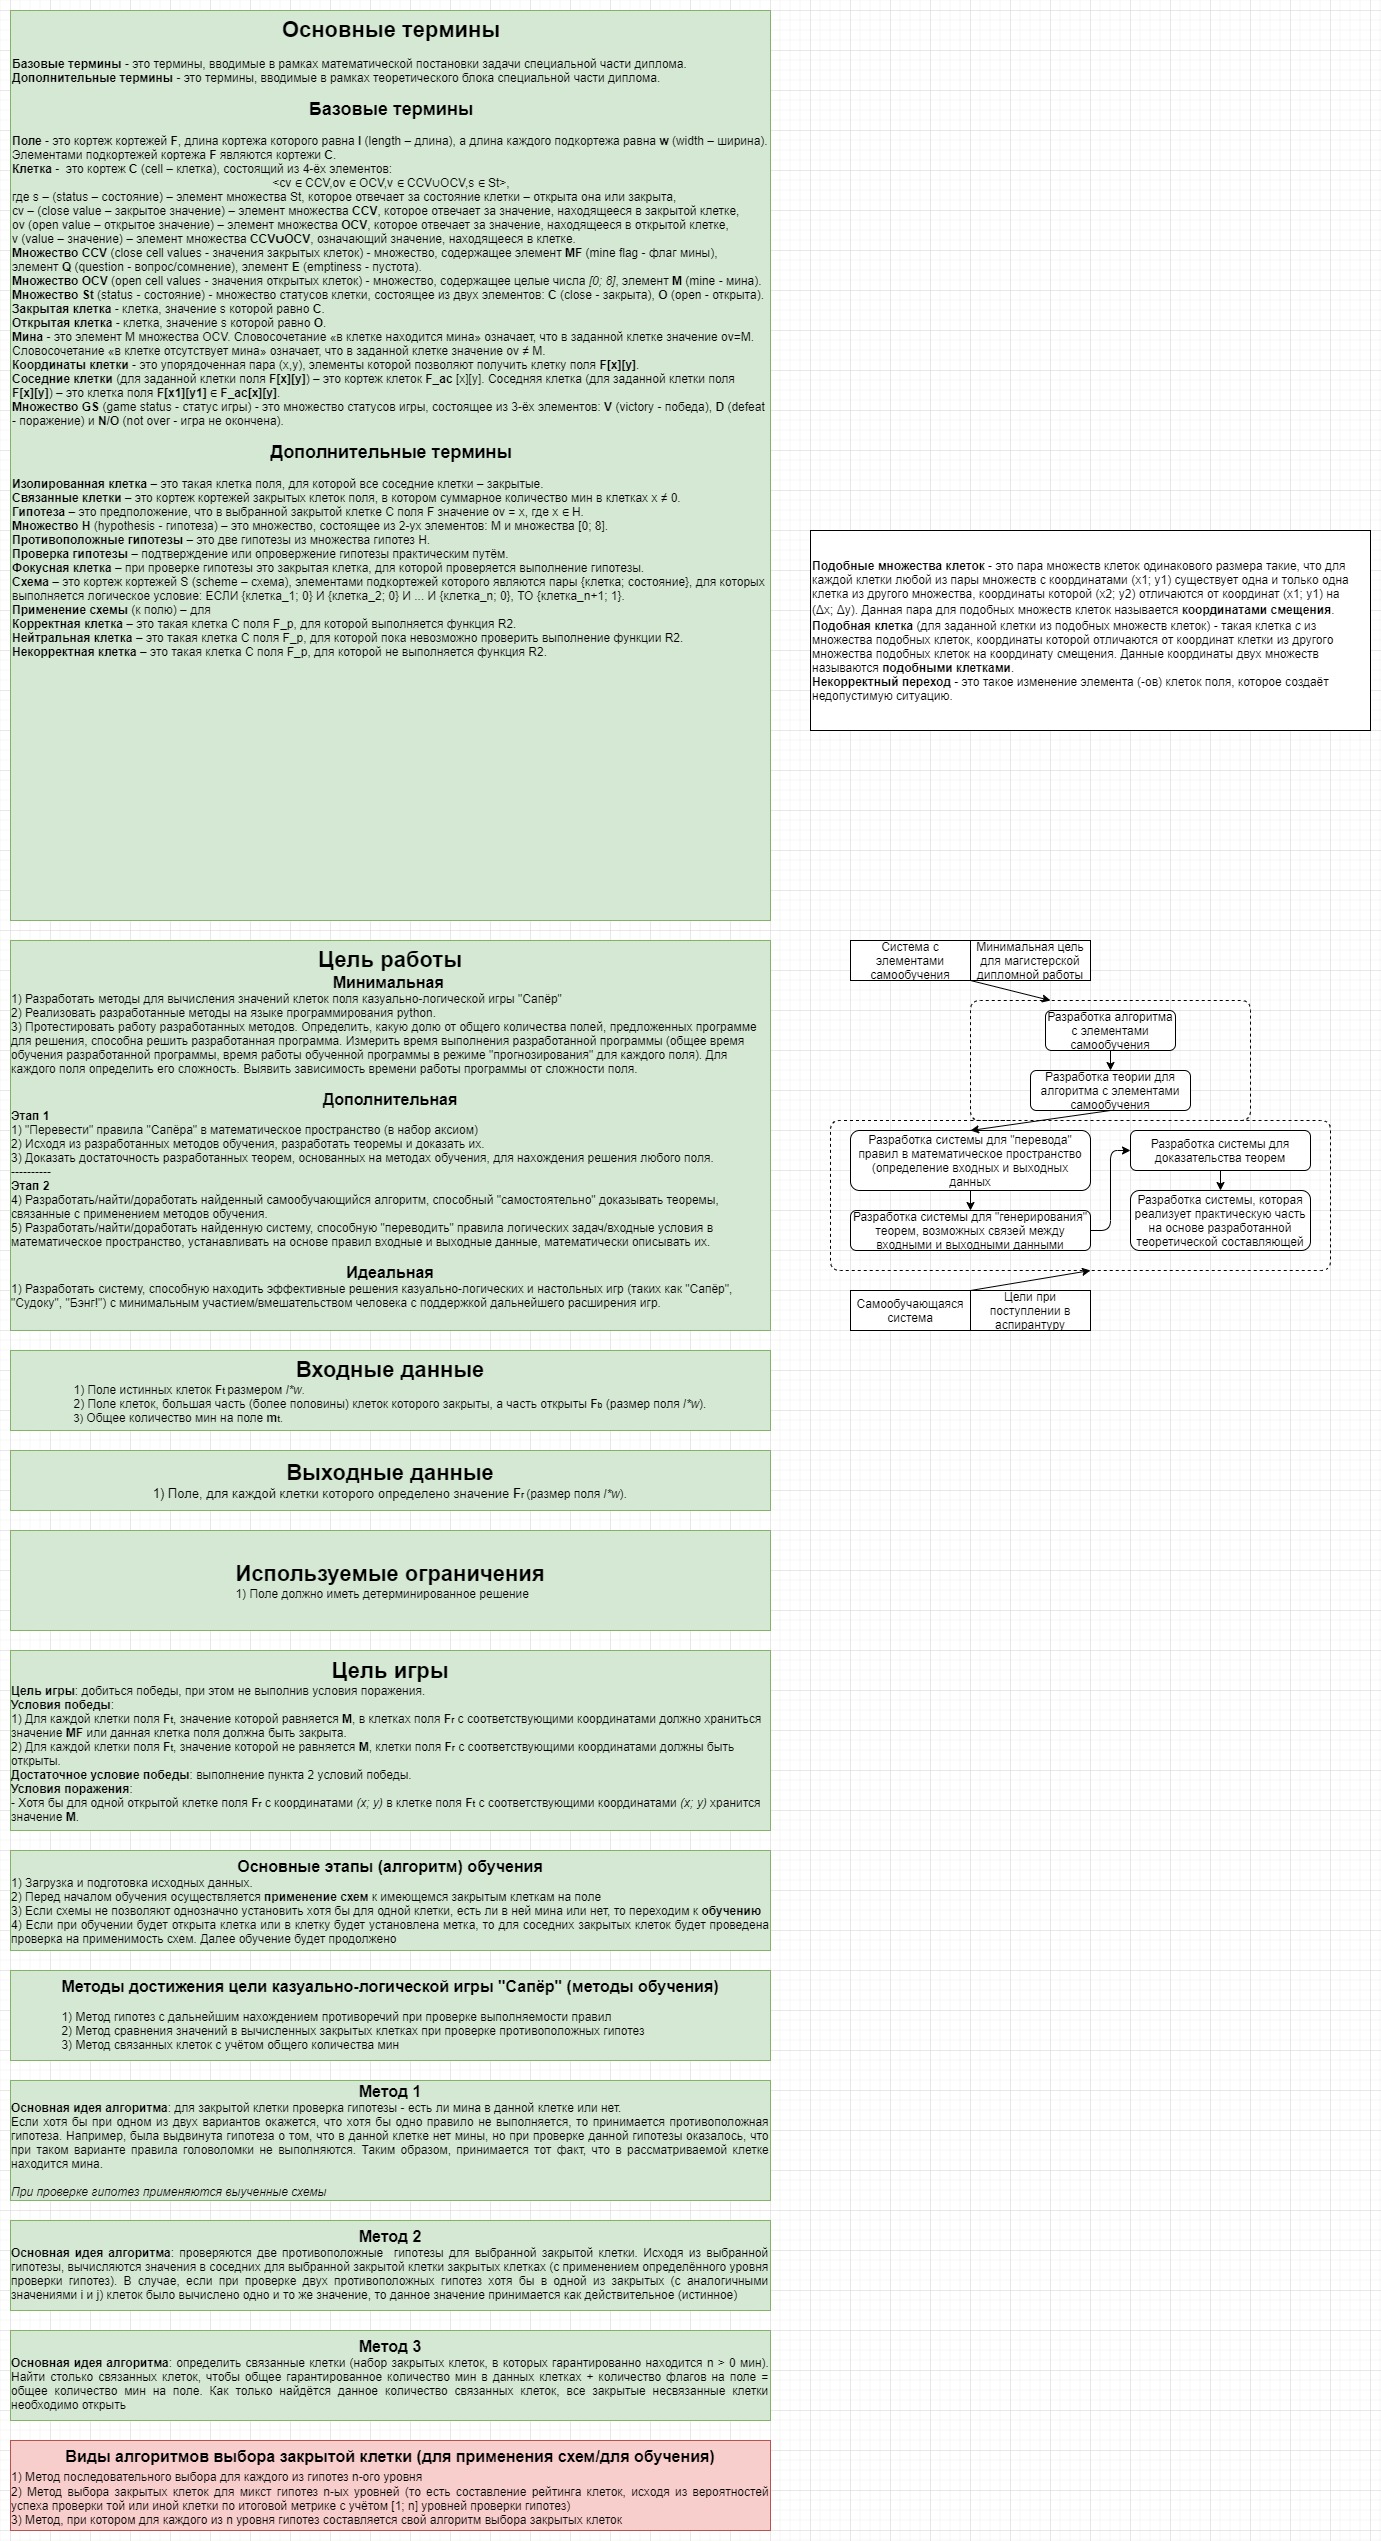 Основные термины
Базовые термины - это термины, вводимые в рамках математической постановки задачи специальной части диплома.
Дополнительные термины - это термины, вводимые в рамках теоретического блока специальной части диплома.
Базовые термины
Поле - это кортеж кортежей F, длина кортежа которого равна l (length – длина), а длина каждого подкортежа равна w (width – ширина).
Элементами подкортежей кортежа F являются кортежи C.
Клетка - это кортеж C (cell – клетка), состоящий из 4-ёх элементов:
<cv ∈ CCV,ov ∈ OCV,v ∈ CCV∪OCV,s ∈ St>,
где s – (status – состояние) – элемент множества St, которое отвечает за состояние клетки – открыта она или закрыта,
cv – (close value – закрытое значение) – элемент множества CCV, которое отвечает за значение, находящееся в закрытой клетке,
ov (open value – открытое значение) – элемент множества OCV, которое отвечает за значение, находящееся в открытой клетке,
v (value – значение) – элемент множества CCV∪OCV, означающий значение, находящееся в клетке.
Множество CCV (close cell values - значения закрытых клеток) - множество, содержащее элемент MF (mine flag - флаг мины),
элемент Q (question - вопрос/сомнение), элемент E (emptiness - пустота).
Множество OCV (open cell values - значения открытых клеток) - множество, содержащее целые числа [0; 8], элемент M (mine - мина).
Множество St (status - состояние) - множество статусов клетки, состоящее из двух элементов: C (close - закрыта), O (open - открыта).
Закрытая клетка - клетка, значение s которой равно C.
Открытая клетка - клетка, значение s которой равно O.
Мина - это элемент M множества OCV. Словосочетание «в клетке находится мина» означает, что в заданной клетке значение ov=M.
Словосочетание «в клетке отсутствует мина» означает, что в заданной клетке значение ov ≠ M.
Координаты клетки - это упорядоченная пара (x,y), элементы которой позволяют получить клетку поля F[x][y].
Соседние клетки (для заданной клетки поля F[x][y]) – это кортеж клеток F_ac [x][y]. Соседняя клетка (для заданной клетки поля
F[x][y]) – это клетка поля F[x1][y1] ∈ F_ac[x][y].
Множество GS (game status - статус игры) - это множество статусов игры, состоящее из 3-ёх элементов: V (victory - победа), D (defeat
- поражение) и N/O (not over - игра не окончена).
Дополнительные термины
Изолированная клетка – это такая клетка поля, для которой все соседние клетки – закрытые.
Связанные клетки – это кортеж кортежей закрытых клеток поля, в котором суммарное количество мин в клетках x ≠ 0.
Гипотеза – это предположение, что в выбранной закрытой клетке C поля F значение ov = x, где x ∈ H.
Множество H (hypothesis - гипотеза) – это множество, состоящее из 2-ух элементов: M и множества [0; 8].
Противоположные гипотезы – это две гипотезы из множества гипотез H.
Проверка гипотезы – подтверждение или опровержение гипотезы практическим путём.
Фокусная клетка – при проверке гипотезы это закрытая клетка, для которой проверяется выполнение гипотезы.
Схема – это кортеж кортежей S (scheme – схема), элементами подкортежей которого являются пары {клетка; состояние}, для которых
выполняется логическое условие: ЕСЛИ {клетка_1; 0} И {клетка_2; 0} И ... И {клетка_n; 0}, ТО {клетка_n+1; 1}.
Применение схемы (к полю) – для
Корректная клетка – это такая клетка C поля F_p, для которой выполняется функция R2.
Нейтральная клетка – это такая клетка C поля F_p, для которой пока невозможно проверить выполнение функции R2.
Некорректная клетка – это такая клетка C поля F_p, для которой не выполняется функция R2.
Подобные множества клеток - это пара множеств клеток одинакового размера такие, что для
каждой клетки любой из пары множеств с координатами (x1; y1) существует одна и только одна
клетка из другого множества, координаты которой (x2; y2) отличаются от координат (x1; y1) на
(Δx; Δy). Данная пара для подобных множеств клеток называется координатами смещения.
Подобная клетка (для заданной клетки из подобных множеств клеток) - такая клетка c из
множества подобных клеток, координаты которой отличаются от координат клетки из другого
множества подобных клеток на координату смещения. Данные координаты двух множеств
называются подобными клетками.
Некорректный переход - это такое изменение элемента (-ов) клеток поля, которое создаёт
недопустимую ситуацию.
Цель работы
Минимальная
1) Разработать методы для вычисления значений клеток поля казуально-логической игры "Сапёр"
2) Реализовать разработанные методы на языке программирования python.
3) Протестировать работу разработанных методов. Определить, какую долю от общего количества полей, предложенных программе
для решения, способна решить разработанная программа. Измерить время выполнения разработанной программы (общее время
обучения разработанной программы, время работы обученной программы в режиме "прогнозирования" для каждого поля). Для
каждого поля определить его сложность. Выявить зависимость времени работы программы от сложности поля.
Дополнительная
Этап 1
1) "Перевести" правила "Сапёра" в математическое пространство (в набор аксиом)
2) Исходя из разработанных методов обучения, разработать теоремы и доказать их.
3) Доказать достаточность разработанных теорем, основанных на методах обучения, для нахождения решения любого поля.
----------
Этап 2
4) Разработать/найти/доработать найденный самообучающийся алгоритм, способный "самостоятельно" доказывать теоремы,
связанные с применением методов обучения.
5) Разработать/найти/доработать найденную систему, способную "переводить" правила логических задач/входные условия в
математическое пространство, устанавливать на основе правил входные и выходные данные, математически описывать их.
Идеальная
1) Разработать систему, способную находить эффективные решения казуально-логических и настольных игр (таких как "Сапёр",
"Судоку", "Бэнг!") с минимальным участием/вмешательством человека с поддержкой дальнейшего расширения игр.
Система с
элементами
самообучения
Минимальная цель
для магистерской
дипломной работы
Разработка алгоритма
с элементами
самообучения
Разработка теории для
алгоритма с элементами
самообучения
Разработка системы для "перевода"
правил в математическое пространство
(определение входных и выходных
данных
Разработка системы для "генерирования"
теорем, возможных связей между
входными и выходными данными
Разработка системы для
доказательства теорем
Разработка системы, которая
реализует практическую часть
на основе разработанной
теоретической составляющей
Самообучающаяся
система
Цели при
поступлении в
аспирантуру
Входные данные
1) Поле истинных клеток Ft размером l*w.
2) Поле клеток, большая часть (более половины) клеток которого закрыты, а часть открыты Fb (размер поля l*w).
3) Общее количество мин на поле mt.
Выходные данные
1) Поле, для каждой клетки которого определено значение Fr (размер поля l*w).
Используемые ограничения
1) Поле должно иметь детерминированное решение
Цель игры
Цель игры: добиться победы, при этом не выполнив условия поражения.
Условия победы:
1) Для каждой клетки поля Ft, значение которой равняется M, в клетках поля Fr с соответствующими координатами должно храниться
значение MF или данная клетка поля должна быть закрыта.
2) Для каждой клетки поля Ft, значение которой не равняется M, клетки поля Fr с соответствующими координатами должны быть
открыты.
Достаточное условие победы: выполнение пункта 2 условий победы.
Условия поражения:
- Хотя бы для одной открытой клетке поля Fr с координатами (x; y) в клетке поля Ft с соответствующими координатами (x; y) хранится
значение M.
Основные этапы (алгоритм) обучения
1) Загрузка и подготовка исходных данных.
2) Перед началом обучения осуществляется применение схем к имеющемся закрытым клеткам на поле
3) Если схемы не позволяют однозначно установить хотя бы для одной клетки, есть ли в ней мина или нет, то переходим к обучению
4) Если при обучении будет открыта клетка или в клетку будет установлена метка, то для соседних закрытых клеток будет проведена
проверка на применимость схем. Далее обучение будет продолжено
Методы достижения цели казуально-логической игры "Сапёр" (методы обучения)
1) Метод гипотез с дальнейшим нахождением противоречий при проверке выполняемости правил
2) Метод сравнения значений в вычисленных закрытых клетках при проверке противоположных гипотез
3) Метод связанных клеток с учётом общего количества мин
Метод 1
Основная идея алгоритма: для закрытой клетки проверка гипотезы - есть ли мина в данной клетке или нет.
Если хотя бы при одном из двух вариантов окажется, что хотя бы одно правило не выполняется, то принимается противоположная
гипотеза. Например, была выдвинута гипотеза о том, что в данной клетке нет мины, но при проверке данной гипотезы оказалось, что
при таком варианте правила головоломки не выполняются. Таким образом, принимается тот факт, что в рассматриваемой клетке
находится мина.
При проверке гипотез применяются выученные схемы
Метод 2
Основная идея алгоритма: проверяются две противоположные гипотезы для выбранной закрытой клетки. Исходя из выбранной
гипотезы, вычисляются значения в соседних для выбранной закрытой клетки закрытых клетках (с применением определённого уровня
проверки гипотез). В случае, если при проверке двух противоположных гипотез хотя бы в одной из закрытых (с аналогичными
значениями i и j) клеток было вычислено одно и то же значение, то данное значение принимается как действительное (истинное)
Метод 3
Основная идея алгоритма: определить связанные клетки (набор закрытых клеток, в которых гарантированно находится n > 0 мин).
Найти столько связанных клеток, чтобы общее гарантированное количество мин в данных клетках + количество флагов на поле =
общее количество мин на поле. Как только найдётся данное количество связанных клеток, все закрытые несвязанные клетки
необходимо открыть
Виды алгоритмов выбора закрытой клетки (для применения схем/для обучения)
1) Метод последовательного выбора для каждого из гипотез n-ого уровня
2) Метод выбора закрытых клеток для микст гипотез n-ых уровней (то есть составление рейтинга клеток, исходя из вероятностей
успеха проверки той или иной клетки по итоговой метрике с учётом [1; n] уровней проверки гипотез)
3) Метод, при котором для каждого из n уровня гипотез составляется свой алгоритм выбора закрытых клеток